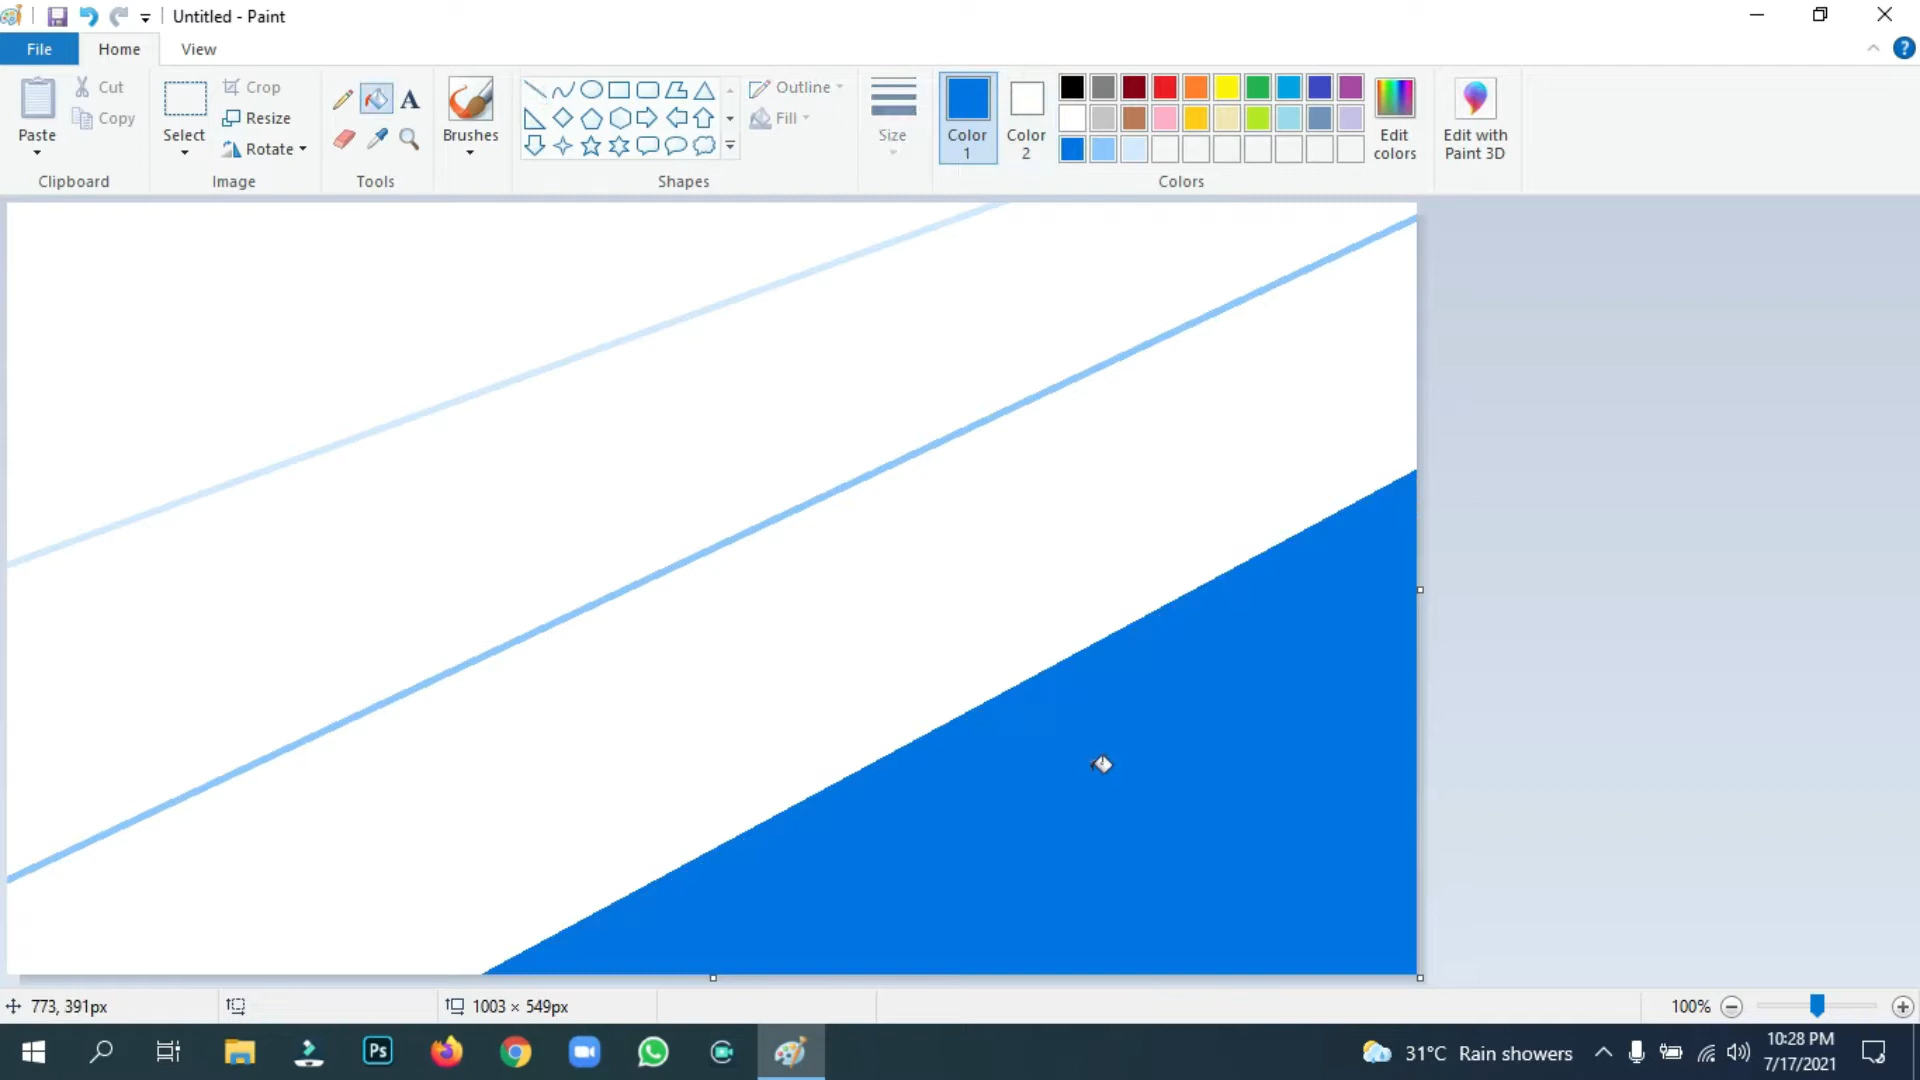 Untitled - Paint
File Home View
Paste
Cut
Copy
Clipboard
Select
Crop
Resize
Rotate
Image
A
Tools
Brushes
Shapes
Outline
Fill
Size
Color 1
Color 2
Colors
Edit colors
Edit with Paint 3D
773, 391px
1003 × 549px
100%
Ps
31°C Rain showers
10:28 PM
7/17/2021